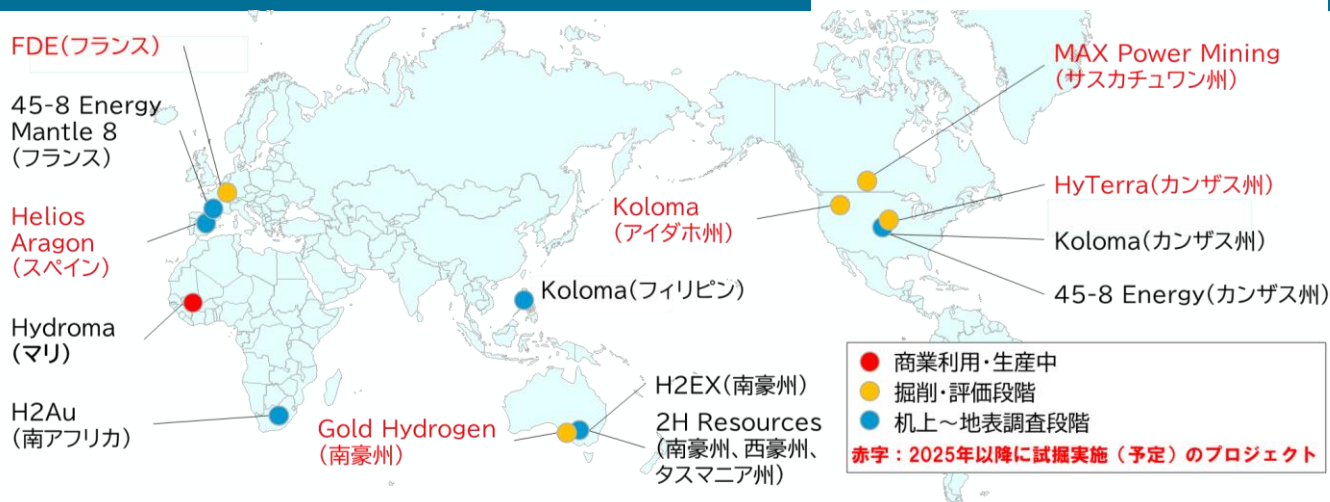 FDE(フランス)
45-8 Energy
Mantle 8
(フランス)
Helios
Aragon
(スペイン)
Hydroma
(マリ)
H2Au
(南アフリカ)
Gold Hydrogen
(南豪州)
Koloma(フィリピン)
H2EX(南豪州)
2H Resources
(南豪州、西豪州、
タスマニア州)
Koloma
(アイダホ州)
MAX Power Mining
(サスカチュワン州)
HyTerra(カンザス州)
Koloma(カンザス州)
45-8 Energy(カンザス州)
商業利用・生産中
掘削・評価段階
机上~地表調査段階
赤字:2025年以降に試掘実施(予定)のプロジェクト